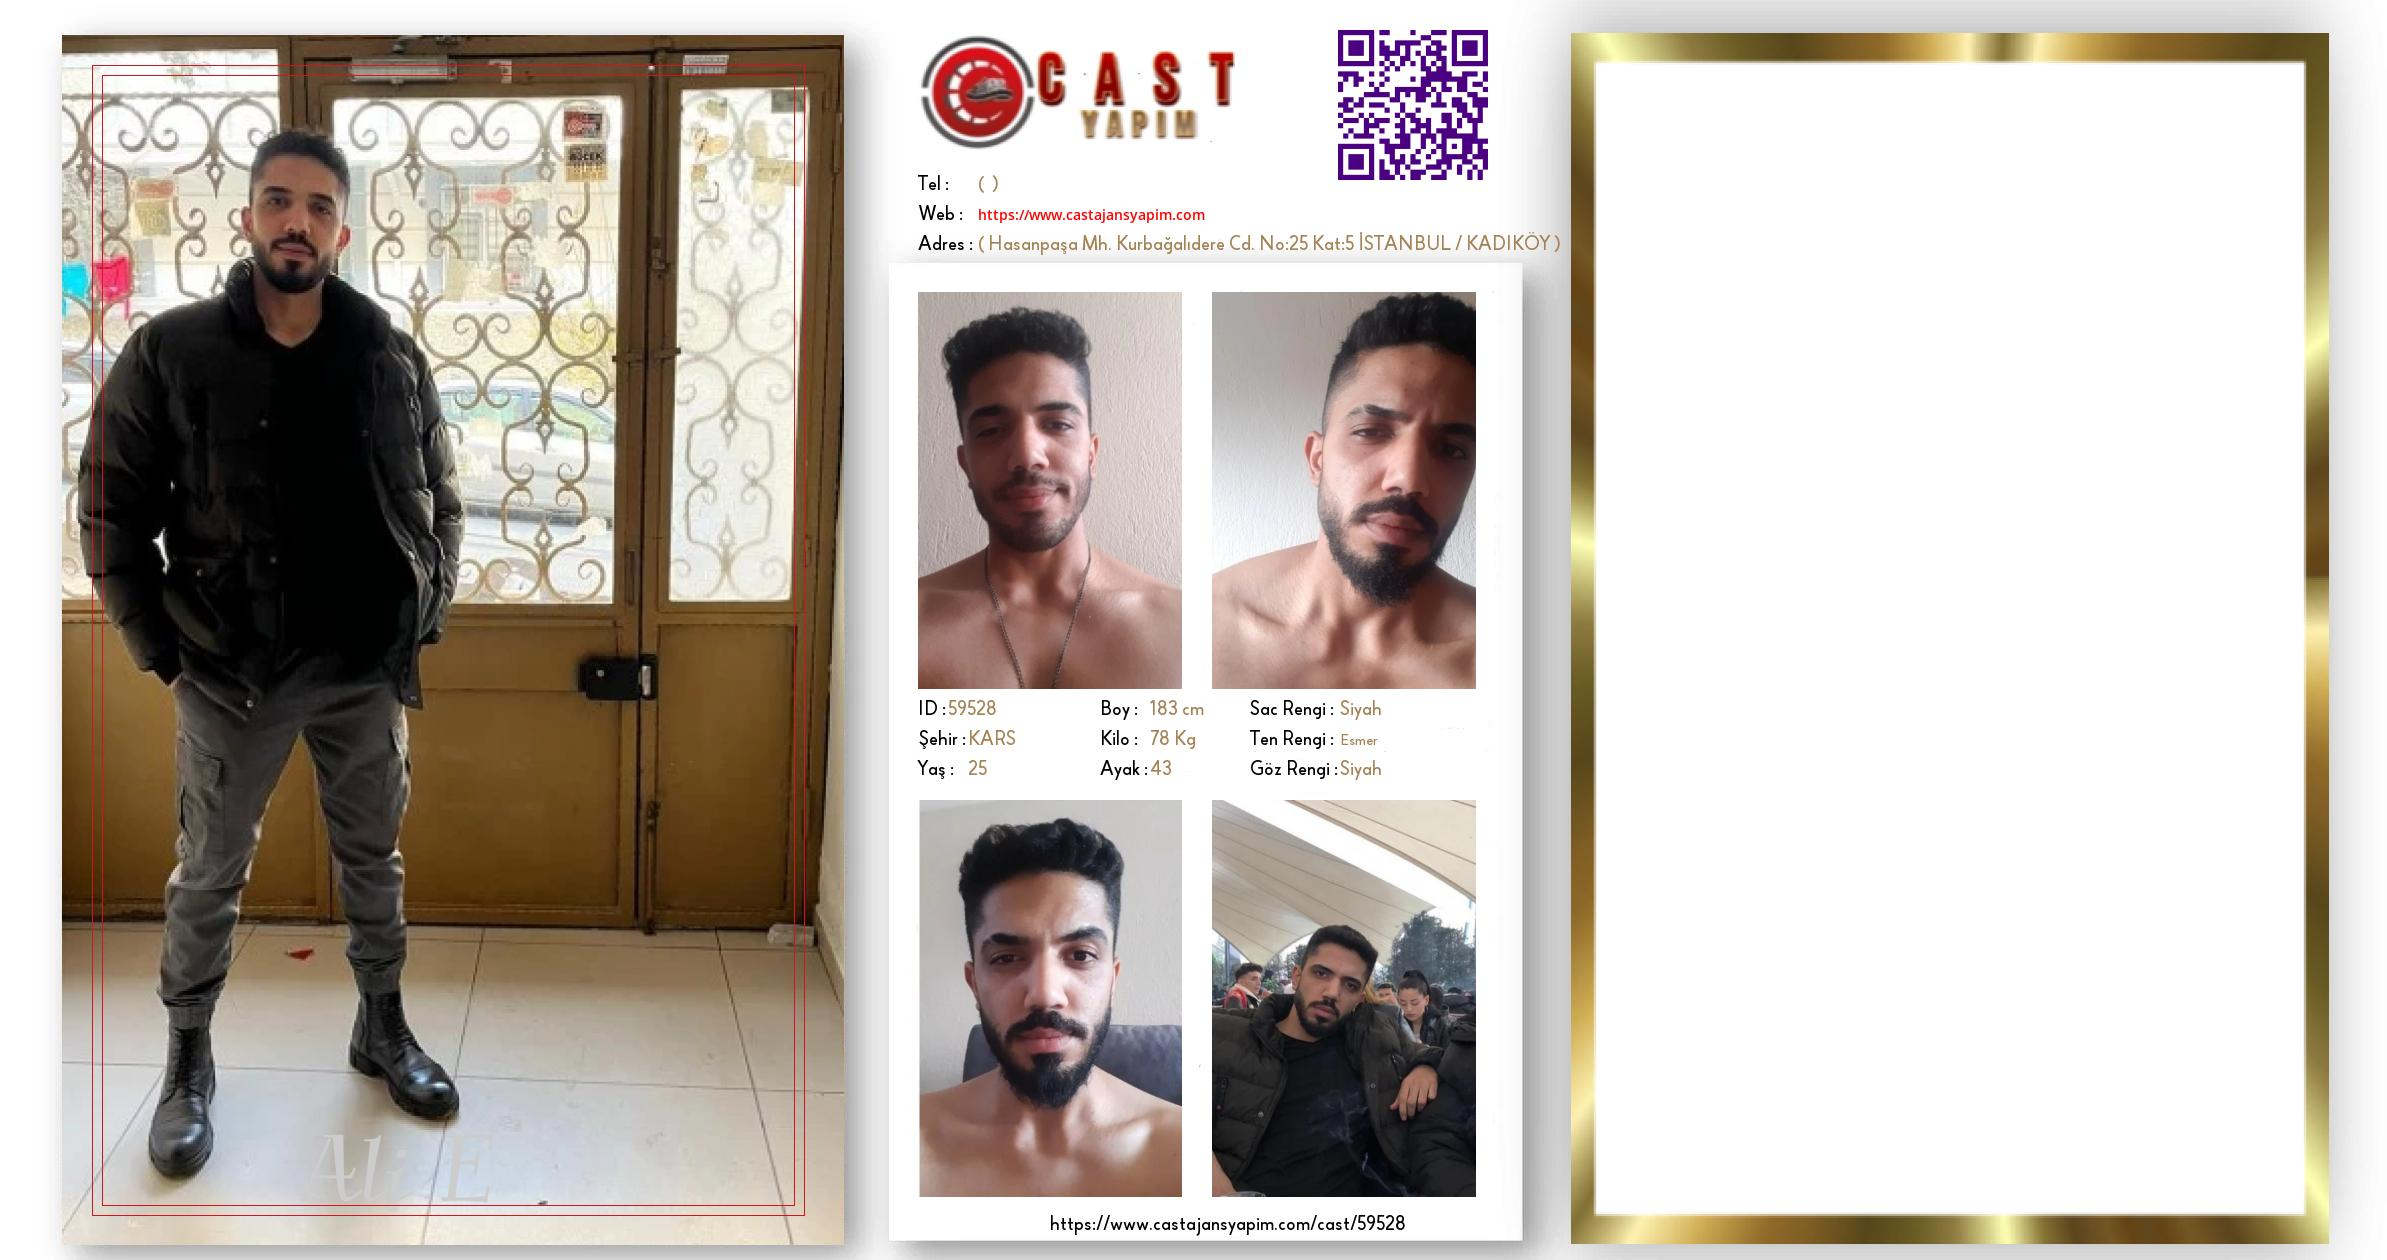 Ali E
CAST
YAPIM
Tel : ( )
Web : https://www.castajansyapim.com
Adres : ( Hasanpaşa Mh. Kurbağalıdere Cd. No:25 Kat:5 İSTANBUL / KADIKÖY )
ID : 59528 Boy : 183 cm Sac Rengi : Siyah
Şehir : KARS Kilo : 78 Kg Ten Rengi : Esmer
Yaş : 25 Ayak : 43 Göz Rengi : Siyah
https://www.castajansyapim.com/cast/59528